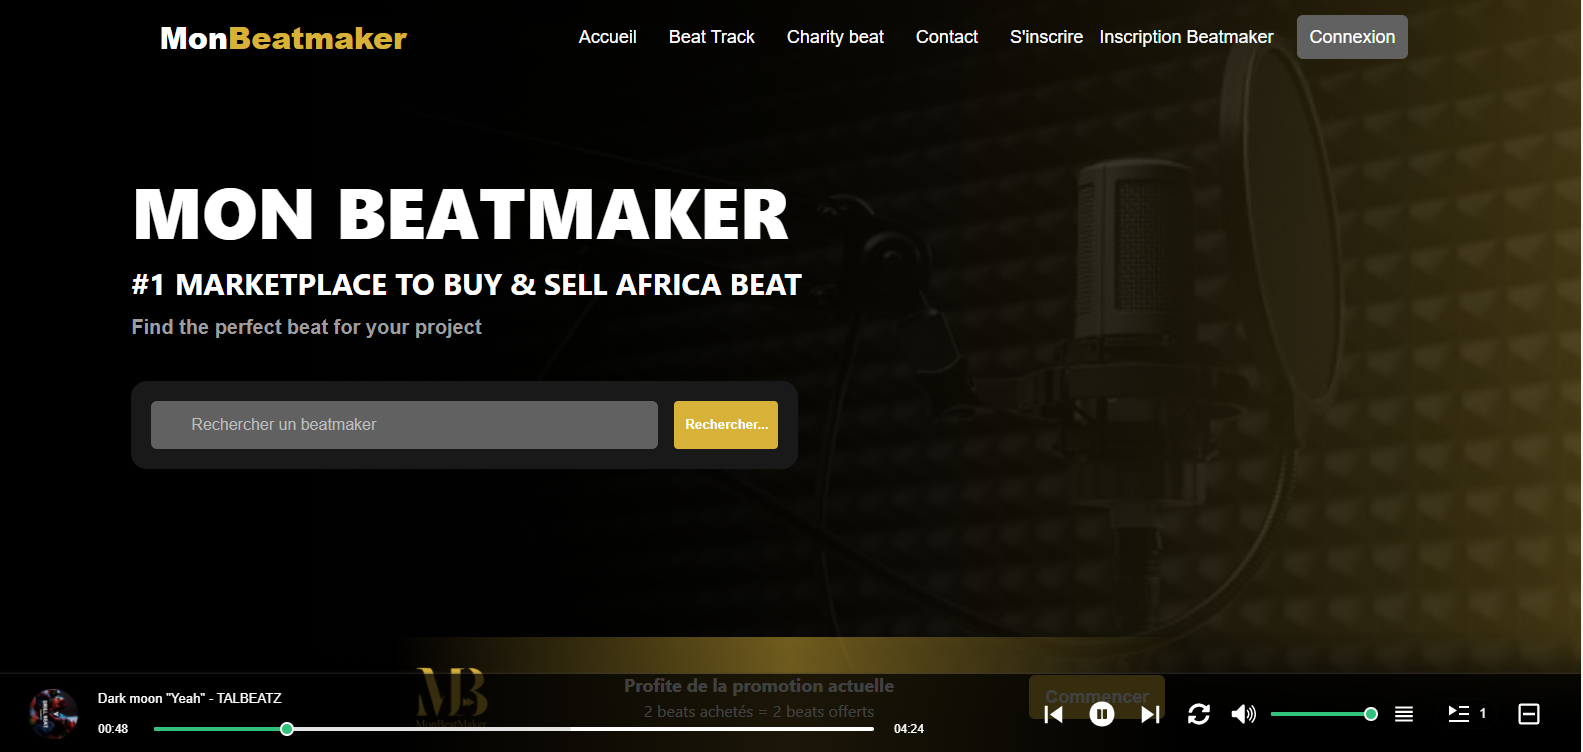 MonBeatmaker
Accueil Beat Track Charity beat Contact S'inscrire Inscription Beatmaker Connexion
MON BEATMAKER
#1 MARKETPLACE TO BUY & SELL AFRICA BEAT
Find the perfect beat for your project
Rechercher un beatmaker Rechercher...
MB
MonBeatMaker
Profite de la promotion actuelle
2 beats achetés = 2 beats offerts
Commencer
Dark moon "Yeah" - TALBEATZ
00:48 04:24
1